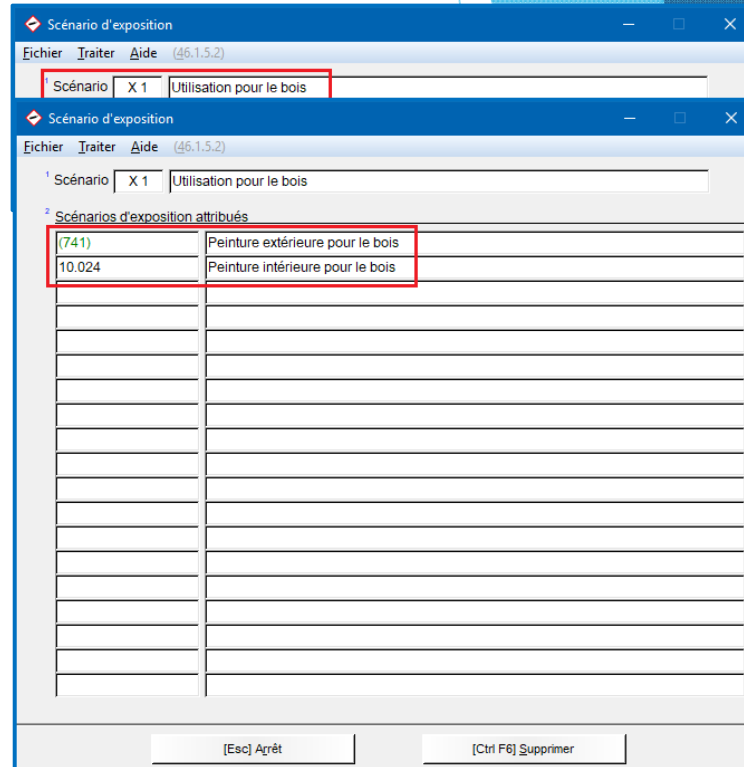 Scénario d'exposition
Fichier Traiter Aide (46.1.5.2)
1 Scénario X 1 Utilisation pour le bois
Scénario d'exposition
Fichier Traiter Aide (46.1.5.2)
1 Scénario X 1 Utilisation pour le bois
2 Scénarios d'exposition attribués
(741) Peinture extérieure pour le bois
10.024 Peinture intérieure pour le bois
[Esc] Arrêt [Ctrl F6] Supprimer